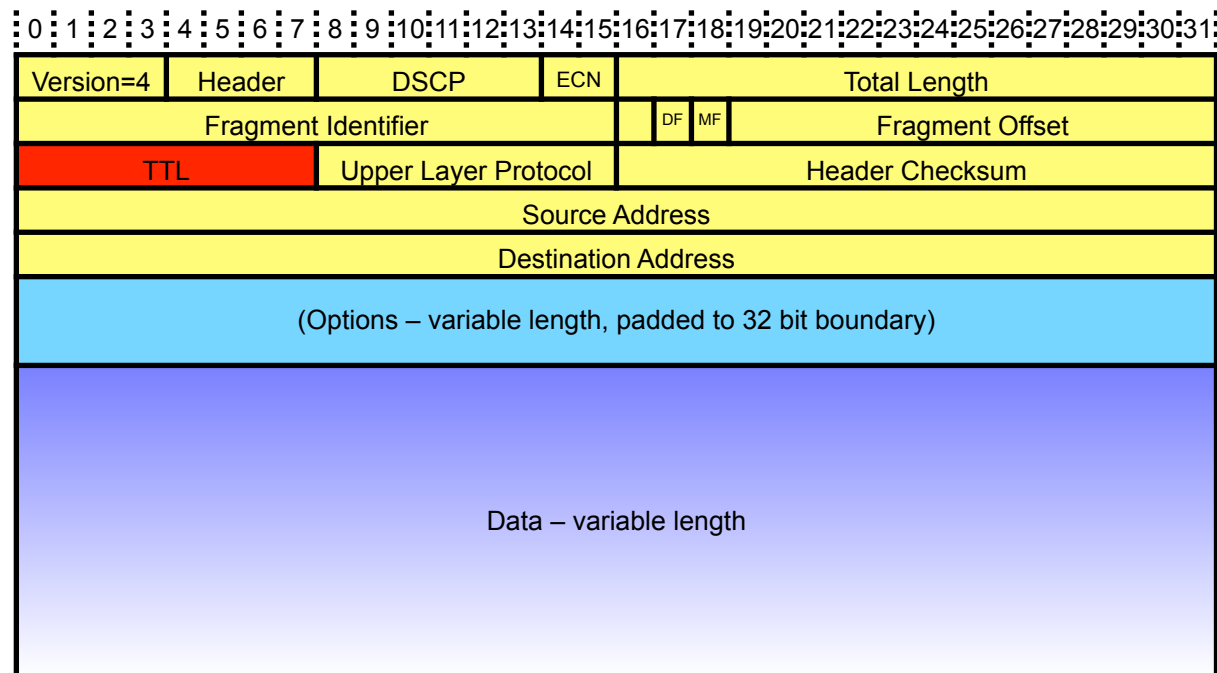 0 1 2 3 4 5 6 7 8 9 10 11 12 13 14 15 16 17 18 19 20 21 22 23 24 25 26 27 28 29 30 31
Version=4 Header DSCP ECN Total Length
Fragment Identifier DF MF Fragment Offset
TTL Upper Layer Protocol Header Checksum
Source Address
Destination Address
(Options – variable length, padded to 32 bit boundary)
Data – variable length